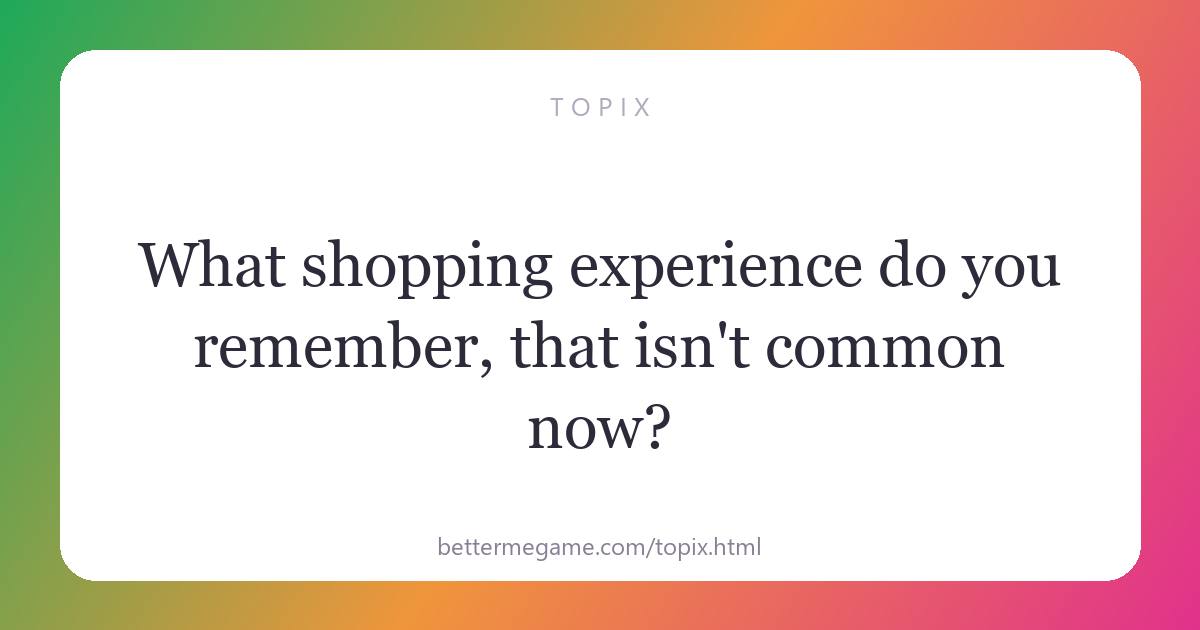 TOPIX
What shopping experience do you
remember, that isn't common
now?
bettermegame.com/topix.html